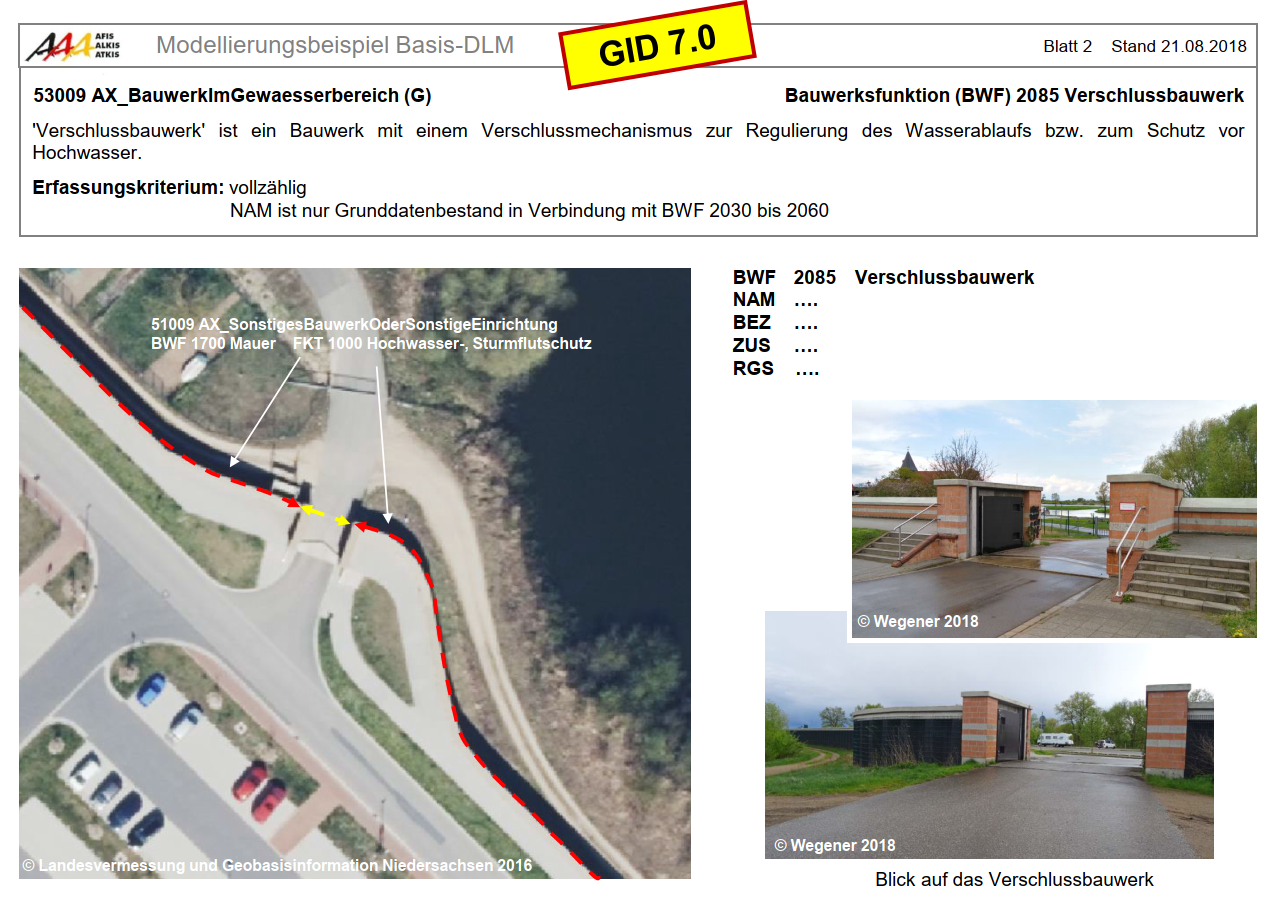 AFIS
ALKIS
ATKIS
Modellierungsbeispiel Basis-DLM
GID 7.0
Blatt 2 Stand 21.08.2018
53009 AX_BauwerkImGewaesserbereich (G)
Bauwerksfunktion (BWF) 2085 Verschlussbauwerk
'Verschlussbauwerk' ist ein Bauwerk mit einem Verschlussmechanismus zur Regulierung des Wasserablaufs bzw. zum Schutz vor
Hochwasser.
Erfassungskriterium: vollzählig
NAM ist nur Grunddatenbestand in Verbindung mit BWF 2030 bis 2060
51009 AX_SonstigesBauwerkOderSonstigeEinrichtung
BWF 1700 Mauer FKT 1000 Hochwasser-, Sturmflutschutz
© Landesvermessung und Geobasisinformation Niedersachsen 2016
BWF 2085 Verschlussbauwerk
NAM ....
BEZ ....
ZUS ....
RGS ....
© Wegener 2018
© Wegener 2018
Blick auf das Verschlussbauwerk